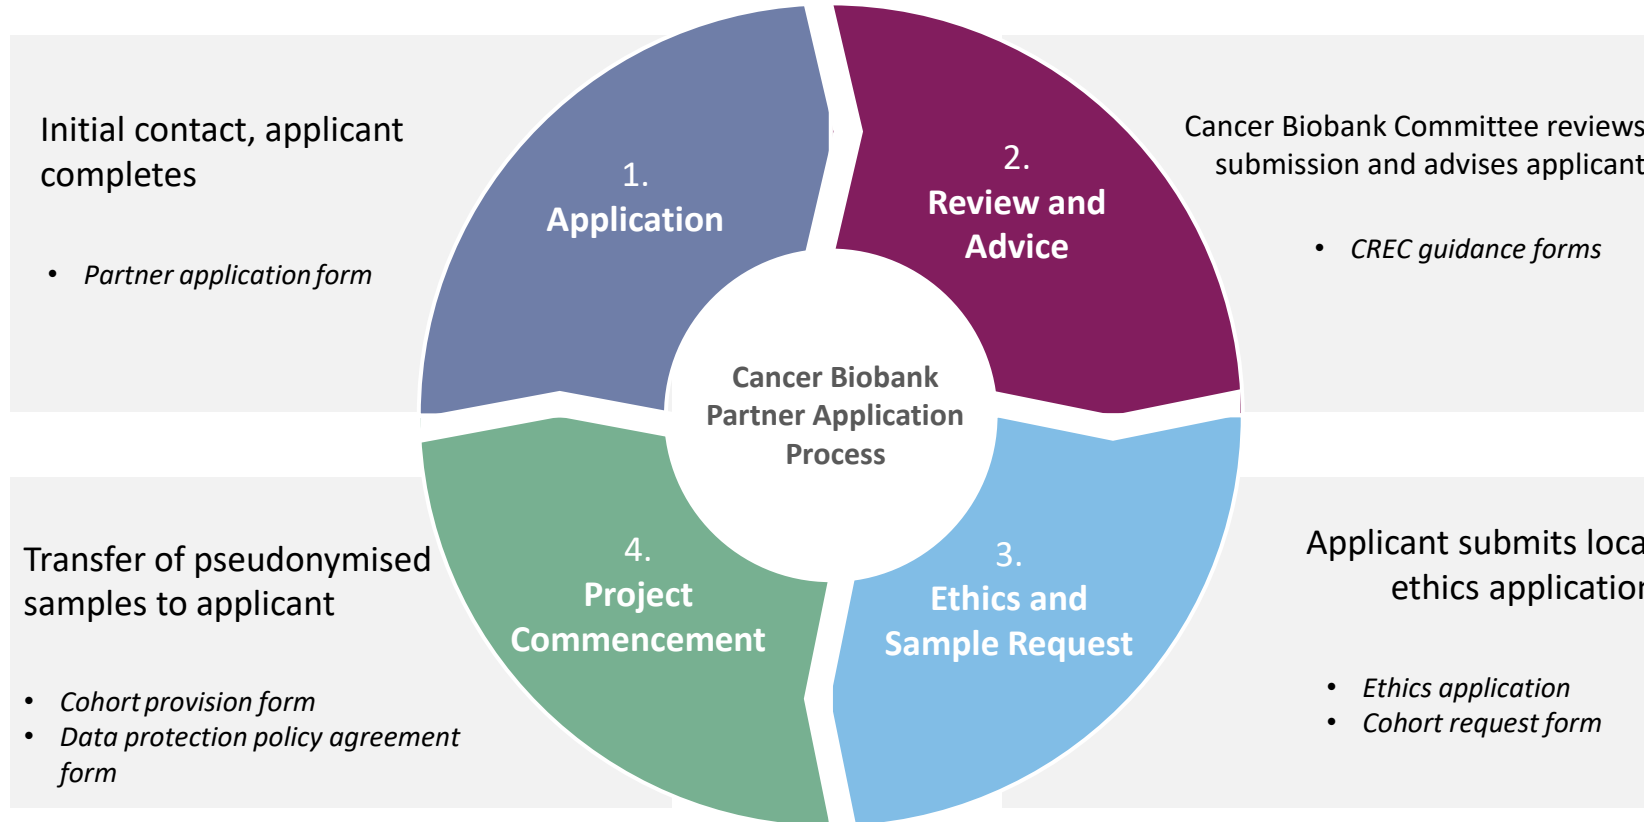 Initial contact, applicant
completes
• Partner application form
1.
Application
2.
Review and
Advice
Cancer Biobank Committee reviews
submission and advises applicant
• CREC guidance forms
Cancer Biobank
Partner Application
Process
3.
Ethics and
Sample Request
Applicant submits loca
ethics application
• Ethics application
• Cohort request form
4.
Project
Commencement
Transfer of pseudonymised
samples to applicant
• Cohort provision form
• Data protection policy agreement
form